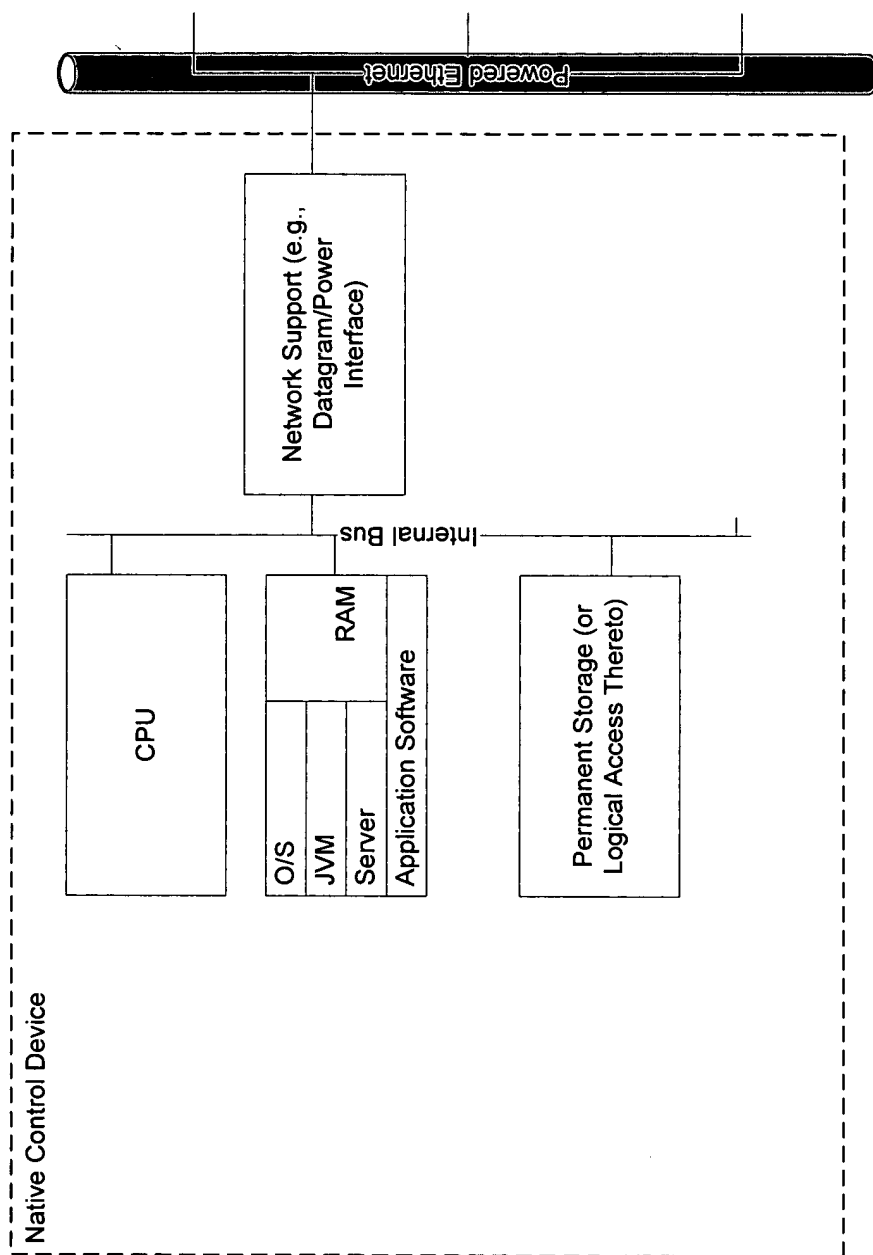 Native Control Device
CPU
O/S
JVM
Server
Application Software
RAM
Permanent Storage (or
Logical Access Thereto)
Internal Bus
Network Support (e.g.,
Datagram/Power
Interface)
Powered Ethernet